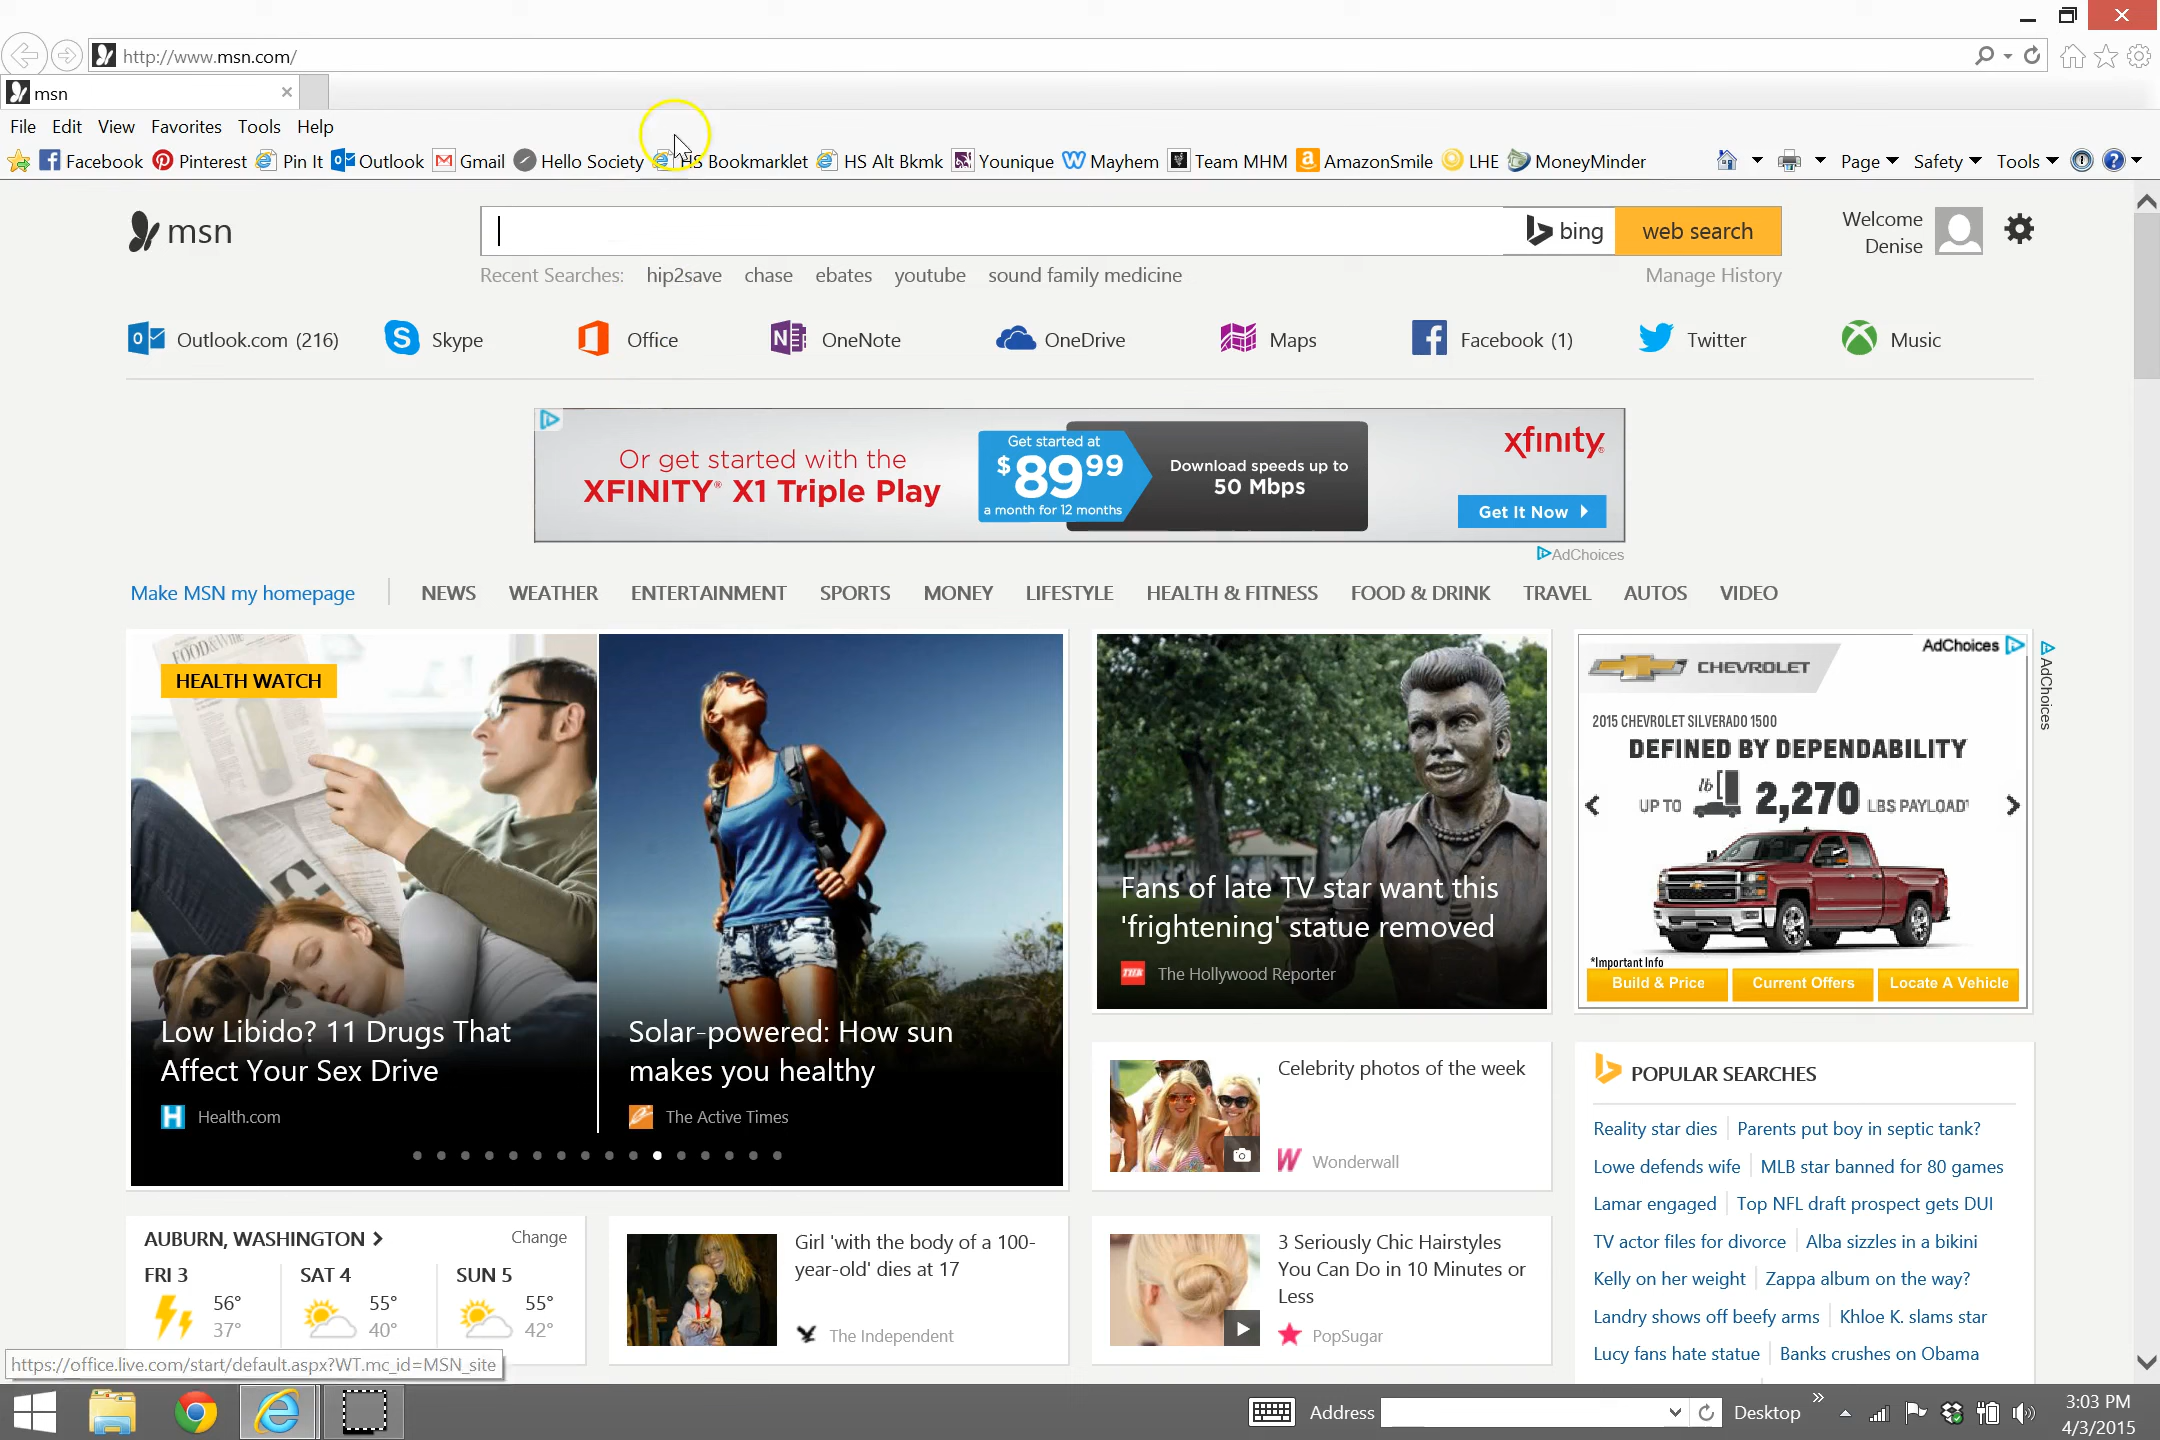 http://www.msn.com/
msn
File Edit View Favorites Tools Help
Facebook Pinterest Pin It Outlook Gmail Hello Society HS Bookmarklet HS Alt Bkmk Younique Mayhem Team MHM AmazonSmile LHE MoneyMinder Page Safety Tools
msn
bing web search
Welcome
Denise
Recent Searches: hip2save chase ebates youtube sound family medicine Manage History
Outlook.com (216) Skype Office OneNote OneDrive Maps Facebook (1) Twitter Music
Or get started with the
XFINITY® X1 Triple Play
Get started at
$89 99
a month for 12 months
Download speeds up to
50 Mbps
xfinity
Get It Now
AdChoices
Make MSN my homepage NEWS WEATHER ENTERTAINMENT SPORTS MONEY LIFESTYLE HEALTH & FITNESS FOOD & DRINK TRAVEL AUTOS VIDEO
FOOD&WINE
HEALTH WATCH
Low Libido? 11 Drugs That
Affect Your Sex Drive
Health.com
Solar-powered: How sun
makes you healthy
The Active Times
Fans of late TV star want this
'frightening' statue removed
THR The Hollywood Reporter
AdChoices
AdChoices
CHEVROLET
2015 CHEVROLET SILVERADO 1500
DEFINED BY DEPENDABILITY
UP TO lb 2,270 LBS PAYLOAD
*Important Info
Build & Price Current Offers Locate A Vehicle
Celebrity photos of the week
Wonderwall
POPULAR SEARCHES
Reality star dies Parents put boy in septic tank?
Lowe defends wife MLB star banned for 80 games
Lamar engaged Top NFL draft prospect gets DUI
TV actor files for divorce Alba sizzles in a bikini
Kelly on her weight Zappa album on the way?
Landry shows off beefy arms Khloe K. slams star
Lucy fans hate statue Banks crushes on Obama
AUBURN, WASHINGTON Change
FRI 3 SAT 4 SUN 5
56° 55° 55°
37° 40° 42°
Girl 'with the body of a 100-
year-old' dies at 17
The Independent
3 Seriously Chic Hairstyles
You Can Do in 10 Minutes or
Less
PopSugar
https://office.live.com/start/default.aspx?WT.mc_id=MSN_site
Address Desktop
3:03 PM
4/3/2015